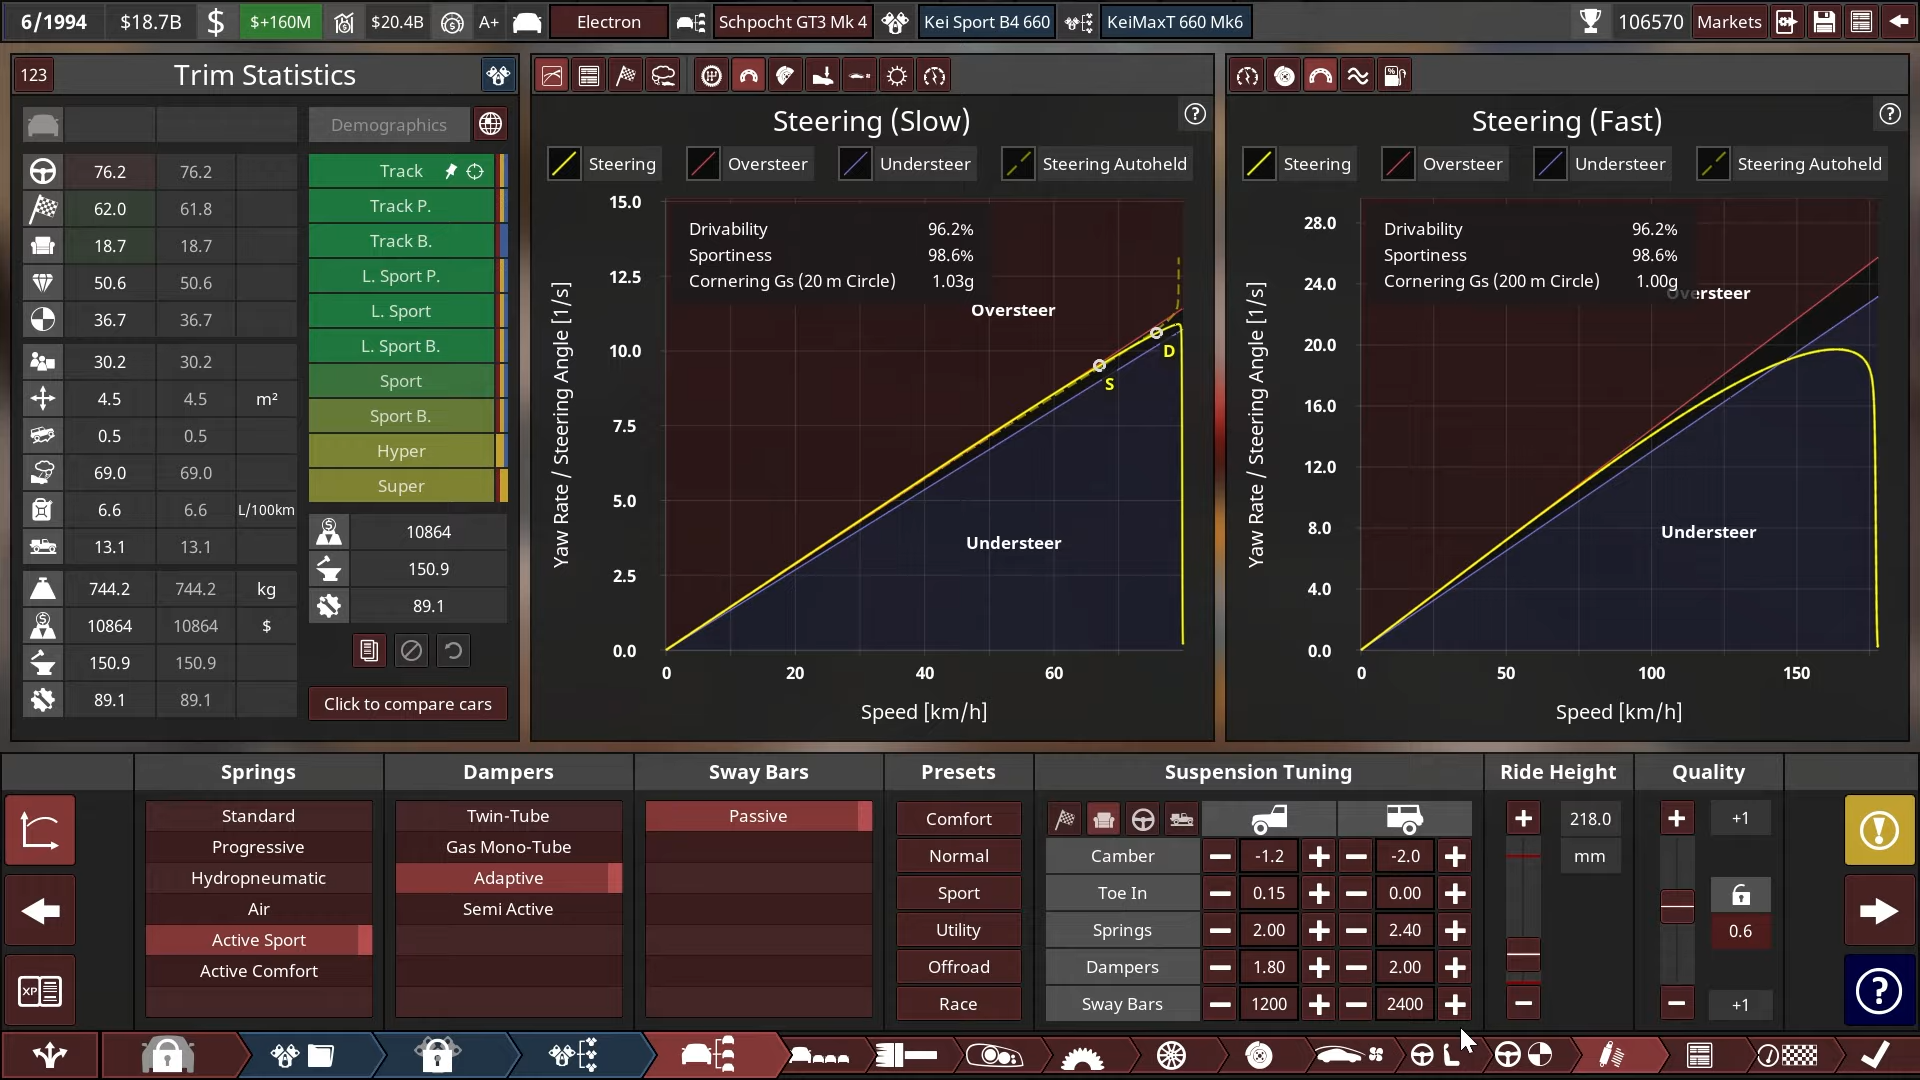 6/1994 $18.7B $+160M $20.4B A+ Electron Schpocht GT3 Mk 4 Kei Sport B4 660 KeiMaxT 660 Mk6 106570 Markets
123 Trim Statistics
Demographics
76.2 76.2
62.0 61.8
18.7 18.7
50.6 50.6
36.7 36.7
30.2 30.2
4.5 4.5 m²
0.5 0.5
69.0 69.0
6.6 6.6 L/100km
13.1 13.1
744.2 744.2 kg
10864 10864 $
150.9 150.9
89.1 89.1
Track
Track P.
Track B.
L. Sport P.
L. Sport
L. Sport B.
Sport
Sport B.
Hyper
Super
10864
150.9
89.1
Click to compare cars
Steering (Slow)
?
Steering Oversteer Understeer Steering Autoheld
Drivability 96.2%
Sportiness 98.6%
Cornering Gs (20 m Circle) 1.03g
Oversteer
D
S
Understeer
Yaw Rate / Steering Angle [1/s]
15.0
12.5
10.0
7.5
5.0
2.5
0.0
0 20 40 60
Speed [km/h]
Steering (Fast)
?
Steering Oversteer Understeer Steering Autoheld
Drivability 96.2%
Sportiness 98.6%
Cornering Gs (200 m Circle) 1.00g
Oversteer
Understeer
Yaw Rate / Steering Angle [1/s]
28.0
24.0
20.0
16.0
12.0
8.0
4.0
0.0
0 50 100 150
Speed [km/h]
Springs
Standard
Progressive
Hydropneumatic
Air
Active Sport
Active Comfort
Dampers
Twin-Tube
Gas Mono-Tube
Adaptive
Semi Active
Sway Bars
Passive
Presets
Comfort
Normal
Sport
Utility
Offroad
Race
Suspension Tuning
Camber -1.2 -2.0
Toe In 0.15 0.00
Springs 2.00 2.40
Dampers 1.80 2.00
Sway Bars 1200 2400
Ride Height
218.0
mm
Quality
+1
0.6
+1
XP
?